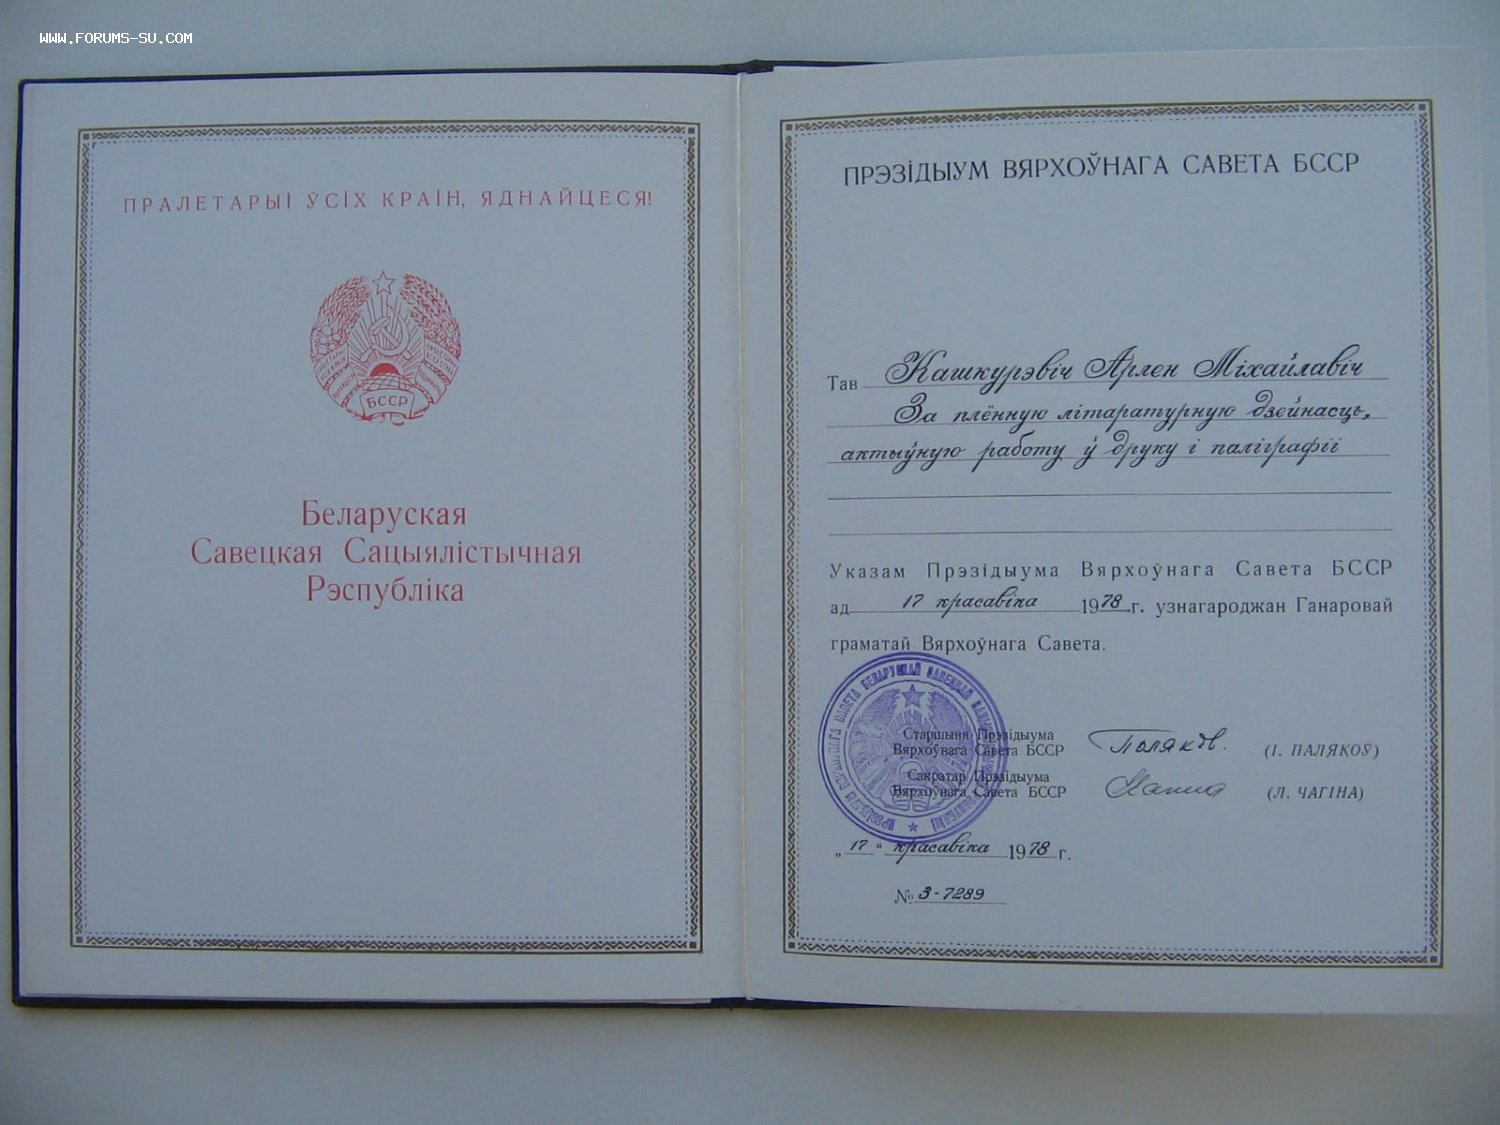 WWW.FORUMS-SU.COM
ПРАЛЕТАРЫІ ЎСІХ КРАІН, ЯДНАЙЦЕСЯ!
БССР
Беларуская
Савецкая Сацыялістычная
Рэспубліка
ПРЭЗІДЫУМ ВЯРХОЎНАГА САВЕТА БССР
Тав Кашкурэвіч Арлен Міхайлавіч
За плённую літаратурную дзейнасць,
актыўную работу ў друку і паліграфіі
Указам Прэзідыума Вярхоўнага Савета БССР
ад 17 красавіка 1978 г. узнагароджан Ганаровай
граматай Вярхоўнага Савета.
Старшыня Прэзідыума
Вярхоўнага Савета БССР Поляков. (І. ПАЛЯКОЎ)
Сакратар Прэзідыума
Вярхоўнага Савета БССР (Л. ЧАГІНА)
„17“ красавіка 1978 г.
№ 3-7289